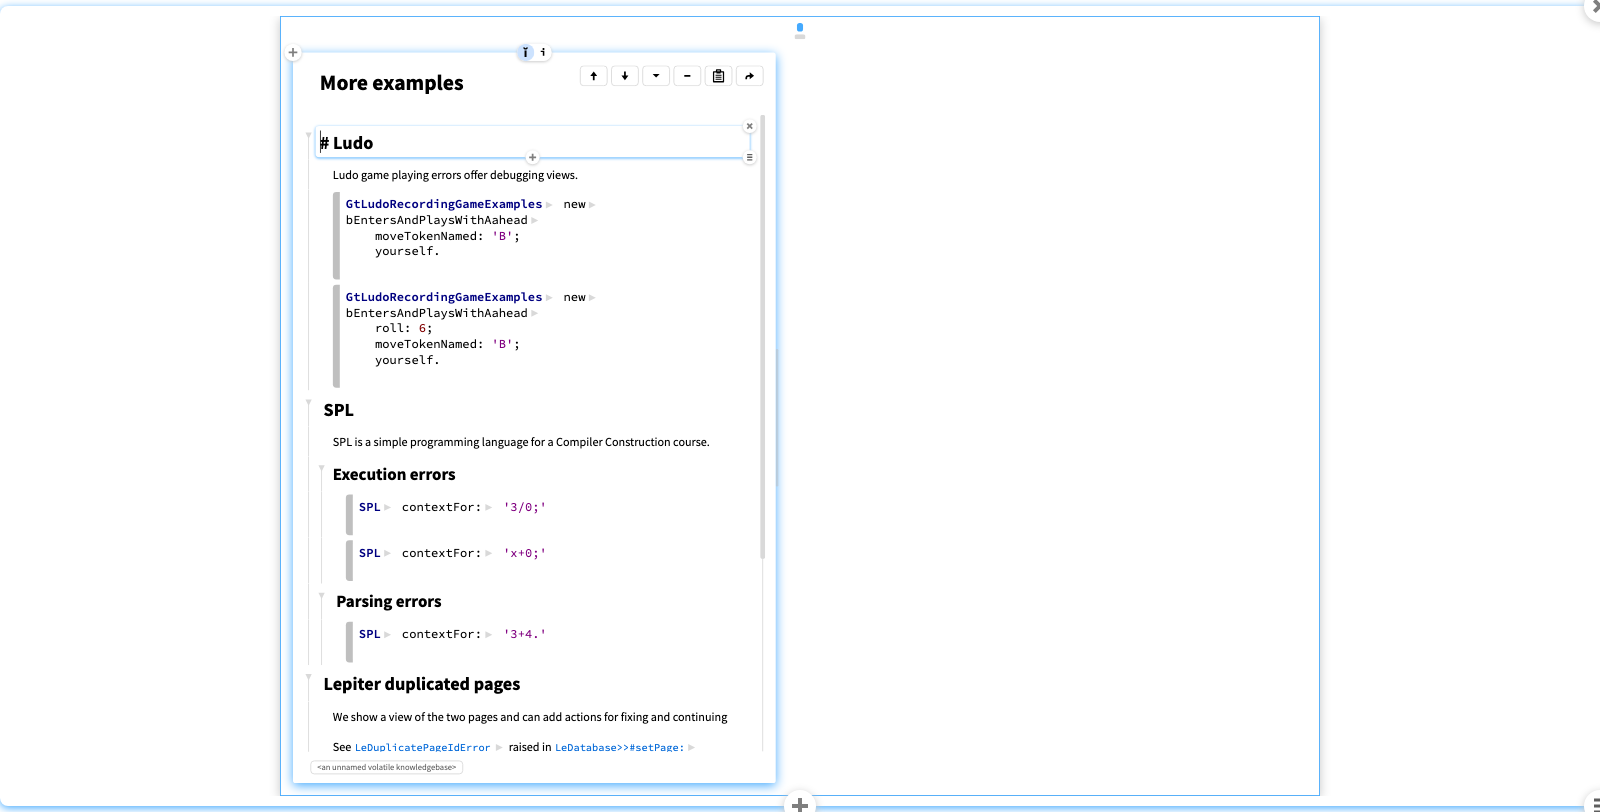 More examples
# Ludo
Ludo game playing errors offer debugging views.
GtLudoRecordingGameExamples new
bEntersAndPlaysWithAahead
moveTokenNamed: 'B';
yourself.
GtLudoRecordingGameExamples new
bEntersAndPlaysWithAahead
roll: 6;
moveTokenNamed: 'B';
yourself.
SPL
SPL is a simple programming language for a Compiler Construction course.
Execution errors
SPL contextFor: '3/0;'
SPL contextFor: 'x+0;'
Parsing errors
SPL contextFor: '3+4.'
Lepiter duplicated pages
We show a view of the two pages and can add actions for fixing and continuing
See LeDuplicatePageIdError raised in LeDatabase>>#setPage:
<an unnamed volatile knowledgebase>